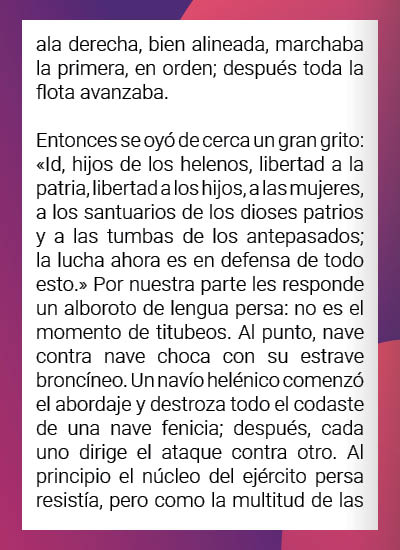 ala derecha, bien alineada, marchaba
la primera, en orden; después toda la
flota avanzaba.
Entonces se oyó de cerca un gran grito:
«Id, hijos de los helenos, libertad a la
patria, libertad a los hijos, a las mujeres,
a los santuarios de los dioses patrios
y a las tumbas de los antepasados;
la lucha ahora es en defensa de todo
esto.» Por nuestra parte les responde
un alboroto de lengua persa: no es el
momento de titubeos. Al punto, nave
contra nave choca con su estrave
broncíneo. Un navío helénico comenzó
el abordaje y destroza todo el codaste
de una nave fenicia; después, cada
uno dirige el ataque contra otro. Al
principio el núcleo del ejército persa
resistía, pero como la multitud de las